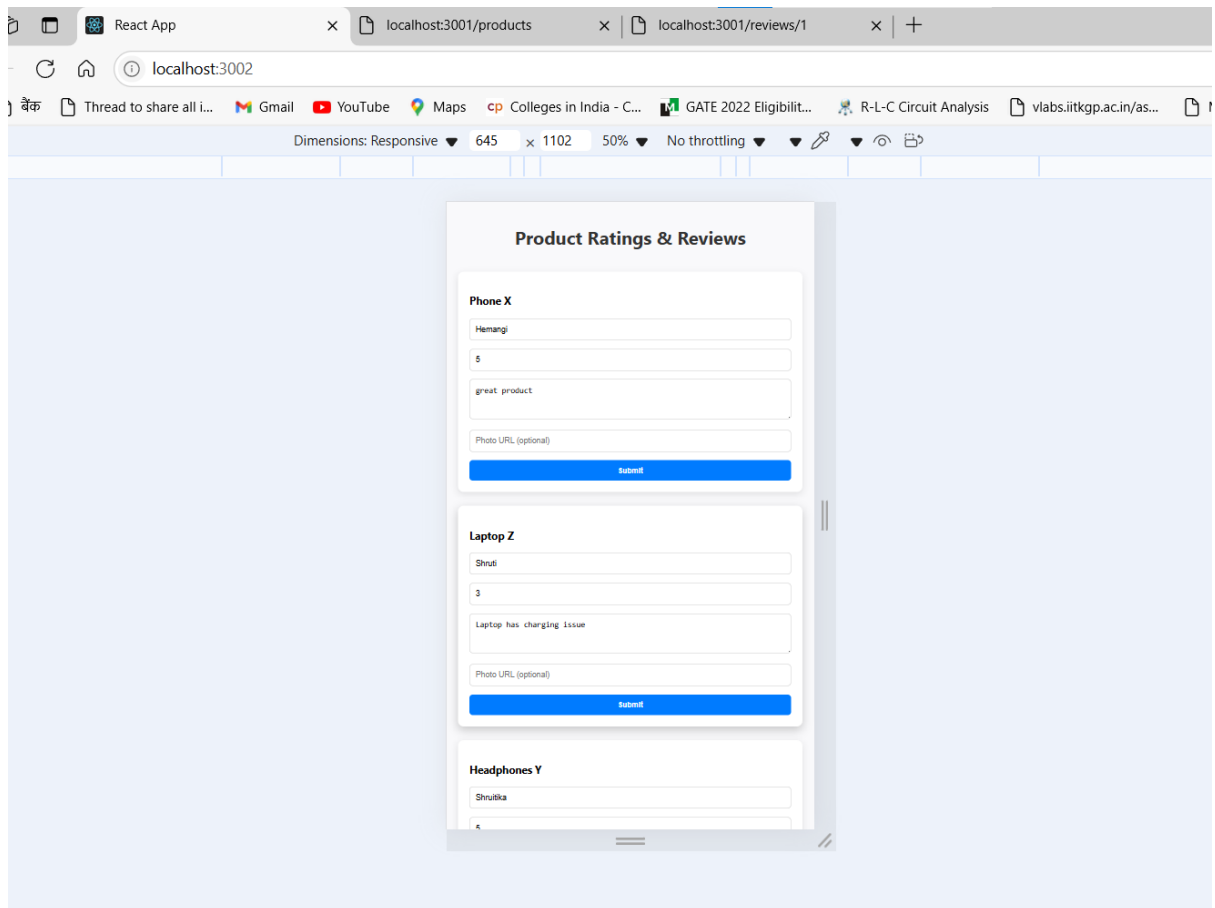 React App
localhost:3001/products
localhost:3001/reviews/1
localhost:3002
बैंक Thread to share all i... Gmail YouTube Maps cp Colleges in India - C... GATE 2022 Eligibilit... R-L-C Circuit Analysis vlabs.iitkgp.ac.in/as...
Dimensions: Responsive 645 x 1102 50% No throttling
Product Ratings & Reviews
Phone X
Hemangi
5
great product
Photo URL (optional)
Submit
Laptop Z
Shruti
3
Laptop has charging issue
Photo URL (optional)
Submit
Headphones Y
Shruitika
5